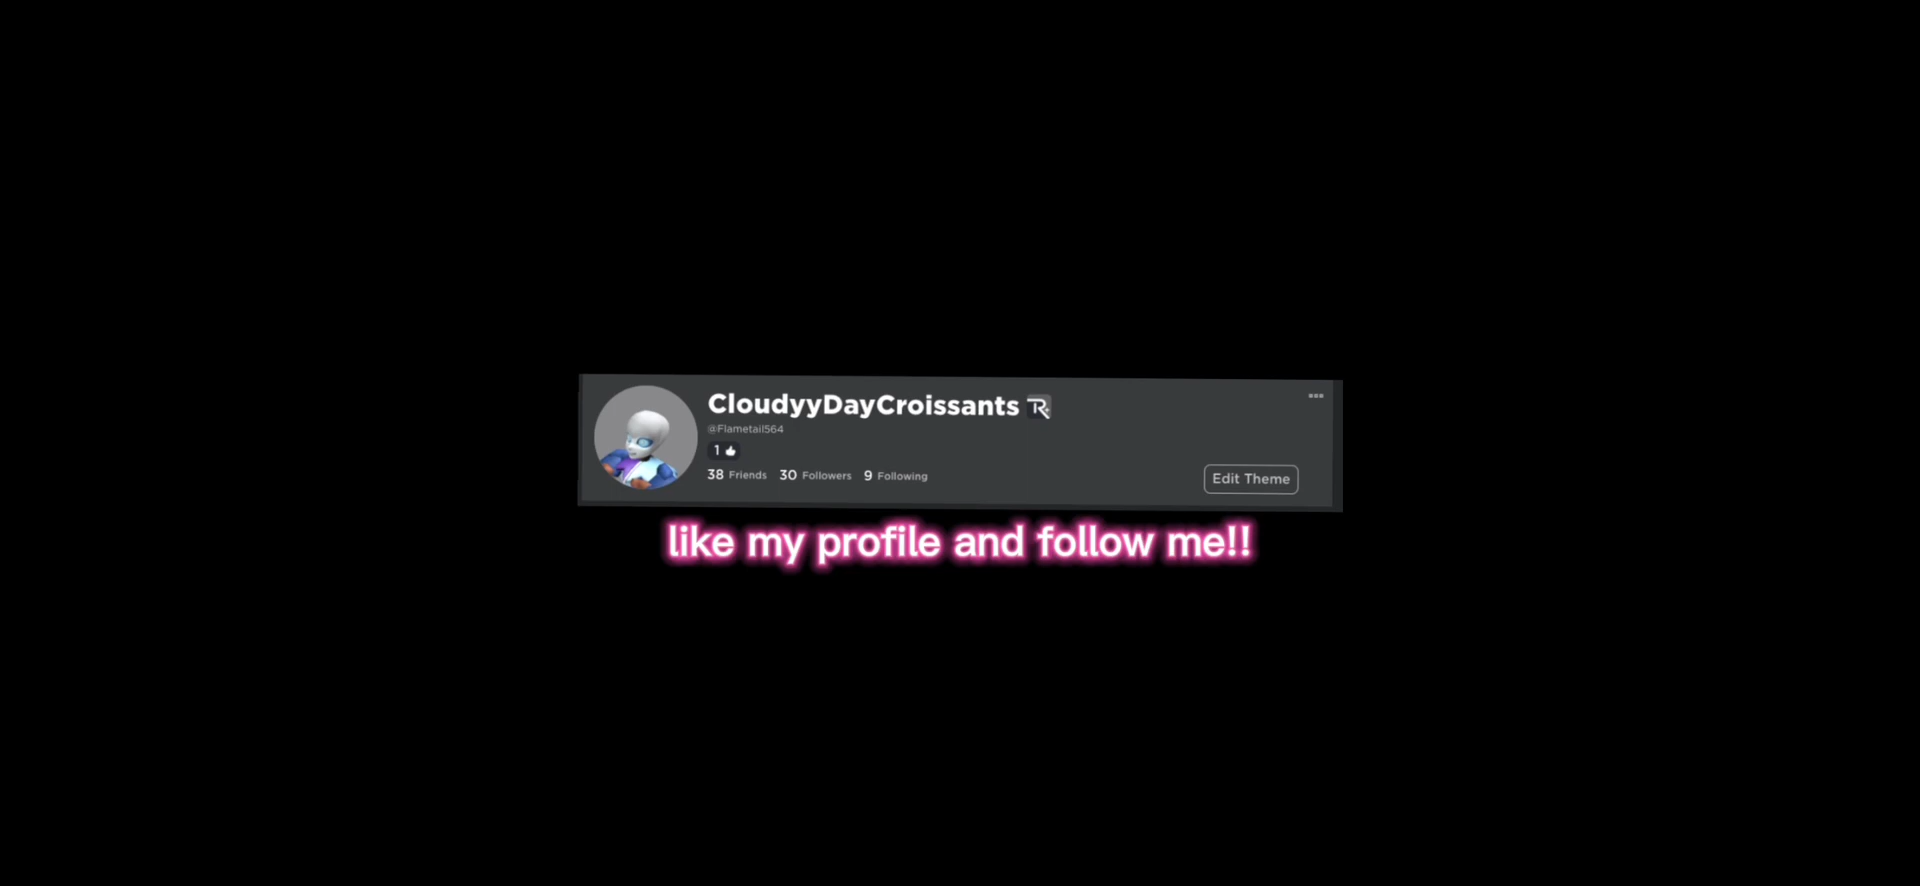 CloudyyDayCroissants
@Flametail564
1
38 Friends 30 Followers 9 Following
Edit Theme
like my profile and follow me!!